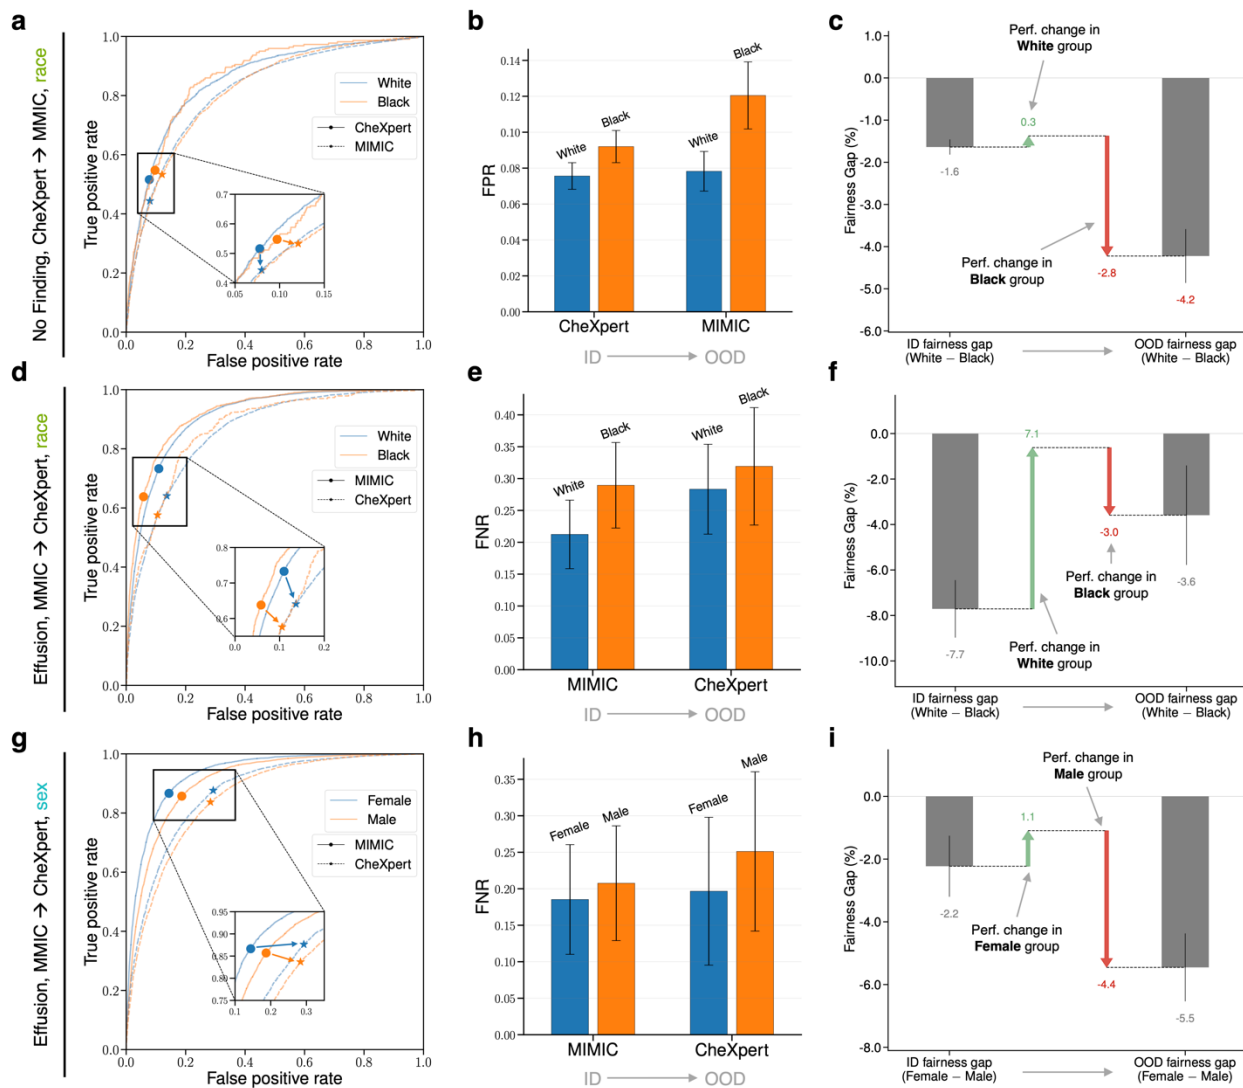 a
No Finding, CheXpert → MMIC, race
True positive rate
1.0
0.8
0.6
0.4
0.2
0.0
0.0 0.2 0.4 0.6 0.8 1.0
False positive rate
White
Black
CheXpert
MIMIC
0.7
0.6
0.5
0.4
0.05 0.10 0.15
b
FPR
0.14
0.12
0.10
0.08
0.06
0.04
0.02
0.00
White
Black
White
Black
CheXpert MIMIC
ID OOD
c
Fairness Gap (%)
1.0
0.0
-1.0
-2.0
-3.0
-4.0
-5.0
-6.0
Perf. change in
White group
0.3
-1.6
Perf. change in
Black group
-2.8
-4.2
ID fairness gap
(White − Black)
OOD fairness gap
(White − Black)
d
Effusion, MMIC → CheXpert, race
True positive rate
1.0
0.8
0.6
0.4
0.2
0.0
0.0 0.2 0.4 0.6 0.8 1.0
False positive rate
White
Black
MIMIC
CheXpert
0.8
0.7
0.6
0.0 0.1 0.2
e
FNR
0.40
0.35
0.30
0.25
0.20
0.15
0.10
0.05
0.00
White
Black
White
Black
MIMIC CheXpert
ID OOD
f
Fairness Gap (%)
0.0
-2.0
-4.0
-6.0
-8.0
-10.0
7.1
-3.0
Perf. change in
Black group
-3.6
-7.7
Perf. change in
White group
ID fairness gap
(White − Black)
OOD fairness gap
(White − Black)
g
Effusion, MMIC → CheXpert, sex
True positive rate
1.0
0.8
0.6
0.4
0.2
0.0
0.0 0.2 0.4 0.6 0.8 1.0
False positive rate
Female
Male
MIMIC
CheXpert
0.95
0.90
0.85
0.80
0.75
0.1 0.2 0.3
h
FNR
0.35
0.30
0.25
0.20
0.15
0.10
0.05
0.00
Female
Male
Female
Male
MIMIC CheXpert
ID OOD
i
Fairness Gap (%)
0.0
-2.0
-4.0
-6.0
-8.0
Perf. change in
Male group
1.1
-2.2
Perf. change in
Female group
-4.4
-5.5
ID fairness gap
(Female − Male)
OOD fairness gap
(Female − Male)